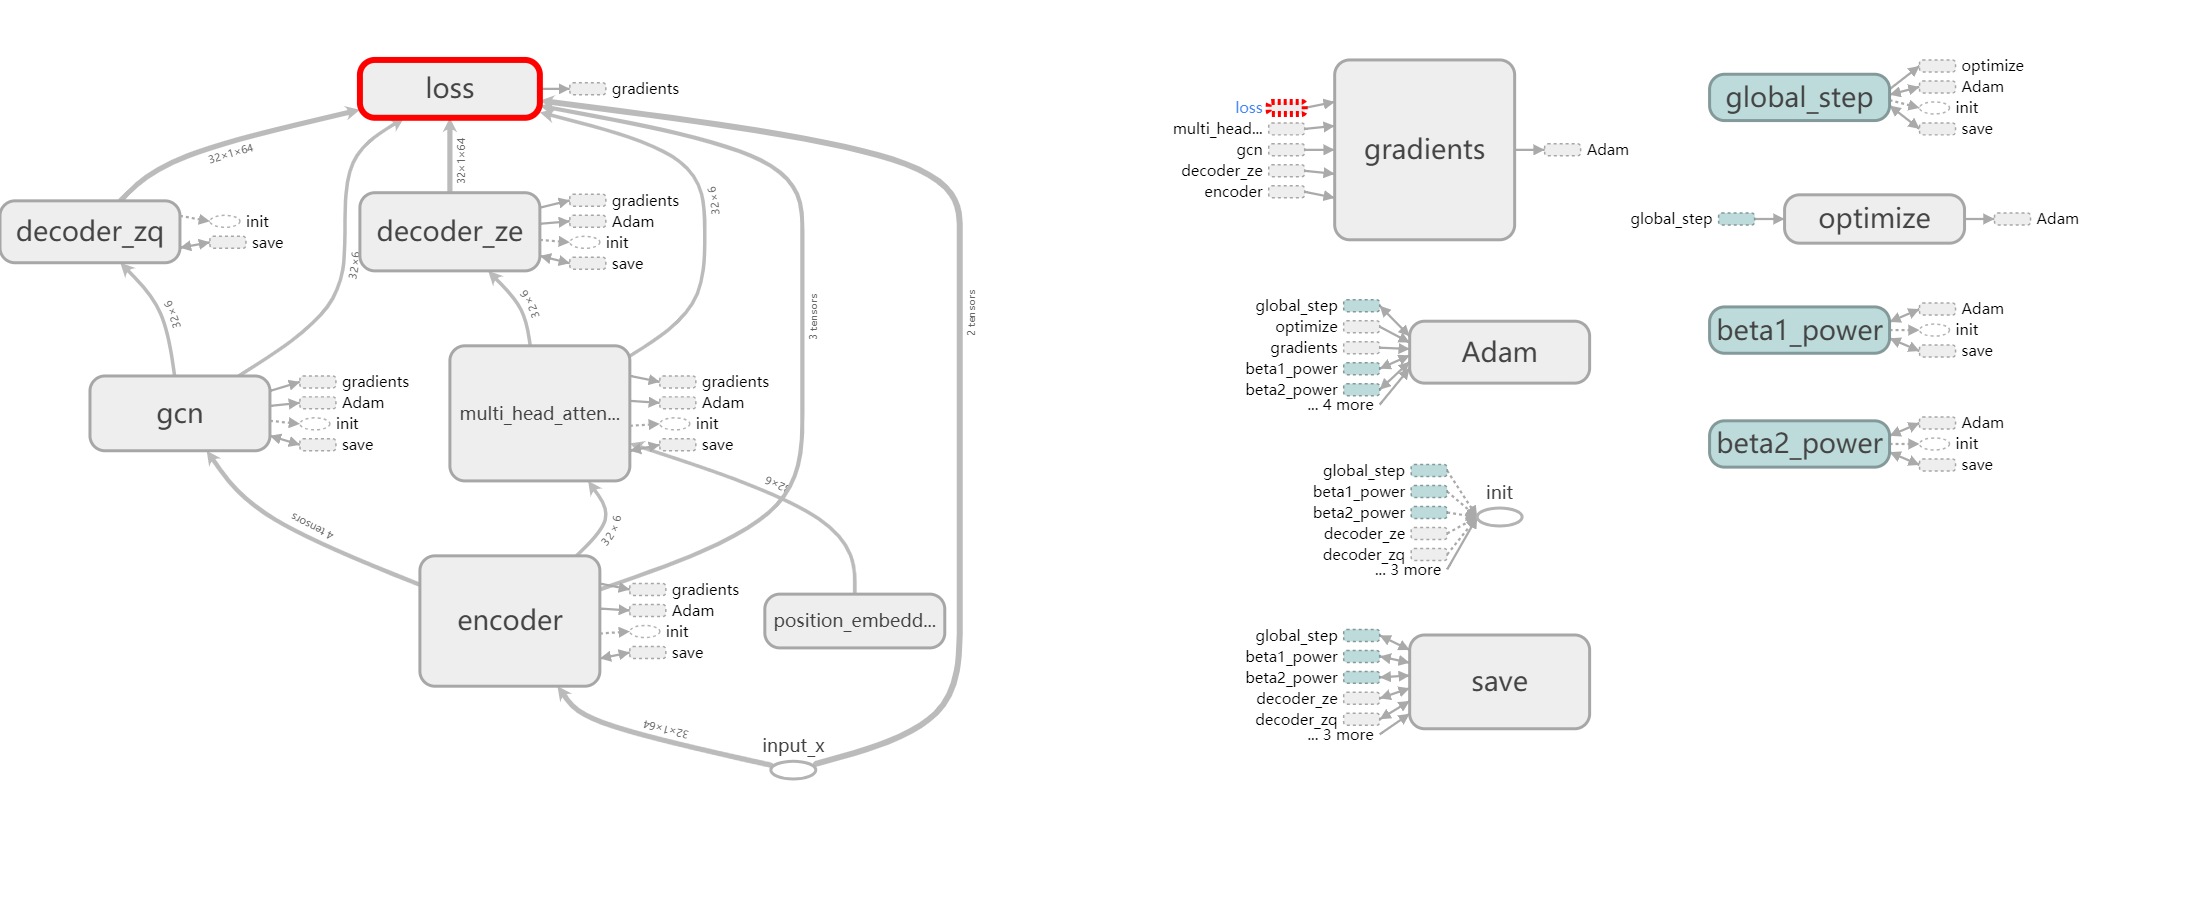 loss
gradients
32×1×64
32×1×64
decoder_zq
init
save
32×6
decoder_ze
gradients
Adam
init
save
32×6
32×6
32×6
3 tensors
2 tensors
gcn
gradients
Adam
init
save
multi_head_atten...
gradients
Adam
init
save
32×6
4 tensors
32×6
encoder
gradients
Adam
init
save
position_embedd...
32×1×64
input_x
loss
multi_head...
gcn
decoder_ze
encoder
gradients
Adam
global_step
optimize
Adam
init
save
global_step
optimize
Adam
global_step
optimize
gradients
beta1_power
beta2_power
... 4 more
Adam
beta1_power
Adam
init
save
beta2_power
Adam
init
save
global_step
beta1_power
beta2_power
decoder_ze
decoder_zq
... 3 more
init
global_step
beta1_power
beta2_power
decoder_ze
decoder_zq
... 3 more
save